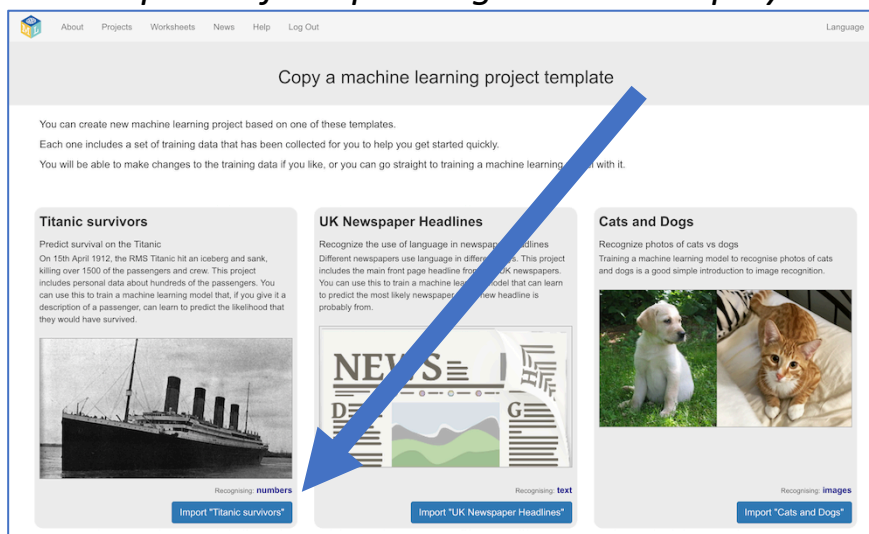 About Projects Worksheets News Help Log Out Language
Copy a machine learning project template
You can create new machine learning project based on one of these templates.
Each one includes a set of training data that has been collected for you to help you get started quickly.
You will be able to make changes to the training data if you like, or you can go straight to training a machine learning with it.
Titanic survivors
Predict survival on the Titanic
On 15th April 1912, the RMS Titanic hit an iceberg and sank,
killing over 1500 of the passengers and crew. This project
includes personal data about hundreds of the passengers. You
can use this to train a machine learning model that, if you give it a
description of a passenger, can learn to predict the likelihood that
they would have survived.
Recognising: numbers
Import "Titanic survivors"
UK Newspaper Headlines
Recognize the use of language in
Different newspapers use language in This project
includes the main front page headline UK newspapers.
You can use this to train a machine model that can learn
to predict the most likely newspaper new headline is
probably from.
NEWS
D G
H
Recognising: text
Import "UK Newspaper Headlines"
Cats and Dogs
Recognize photos of cats vs dogs
Training a machine learning model to recognise photos of cats
and dogs is a good simple introduction to image recognition.
Recognising: images
Import "Cats and Dogs"